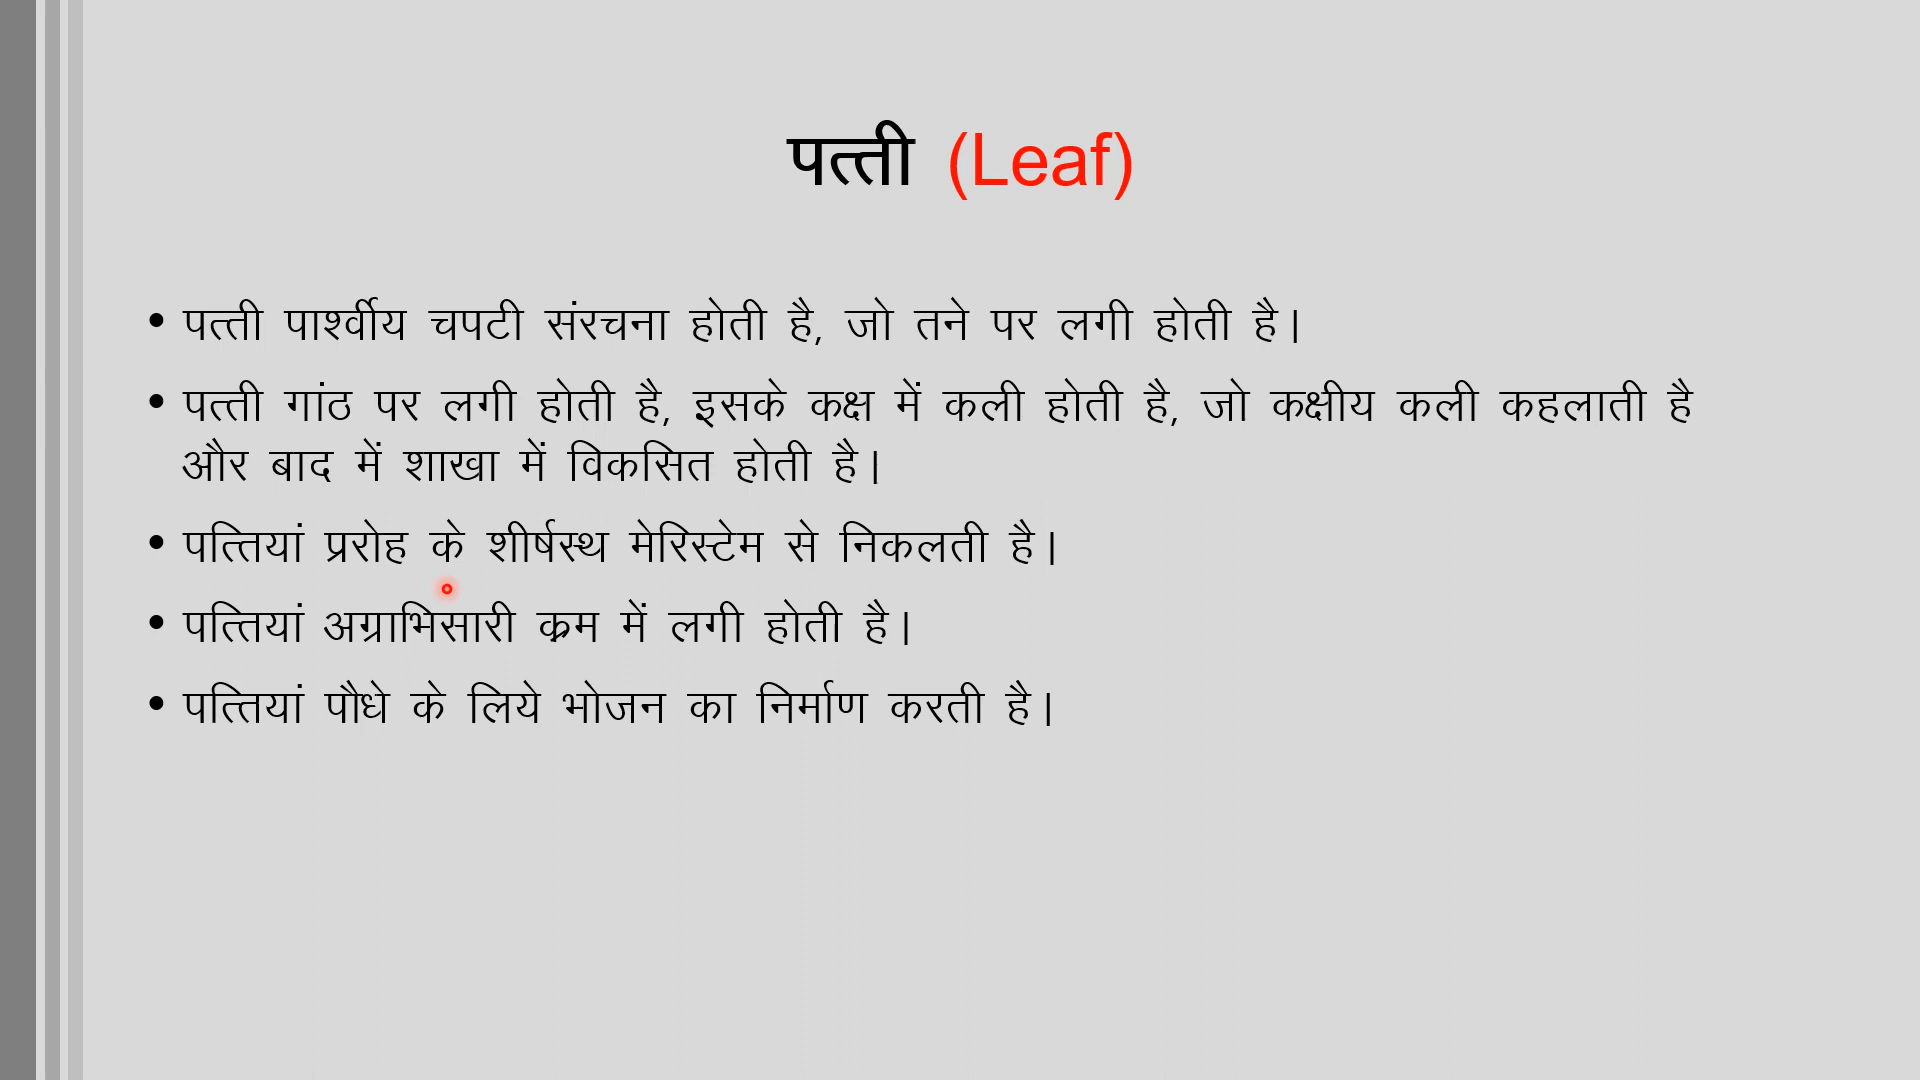 पत्ती (Leaf)
• पत्ती पार्श्वीय चपटी संरचना होती है, जो तने पर लगी होती है।
• पत्ती गांठ पर लगी होती है, इसके कक्ष में कली होती है, जो कक्षीय कली कहलाती है
और बाद में शाखा में विकसित होती है।
• पत्तियां प्ररोह के शीर्षस्थ मेरिस्टेम से निकलती है।
• पत्तियां अग्राभिसारी क्रम में लगी होती है।
• पत्तियां पौधे के लिये भोजन का निर्माण करती है।